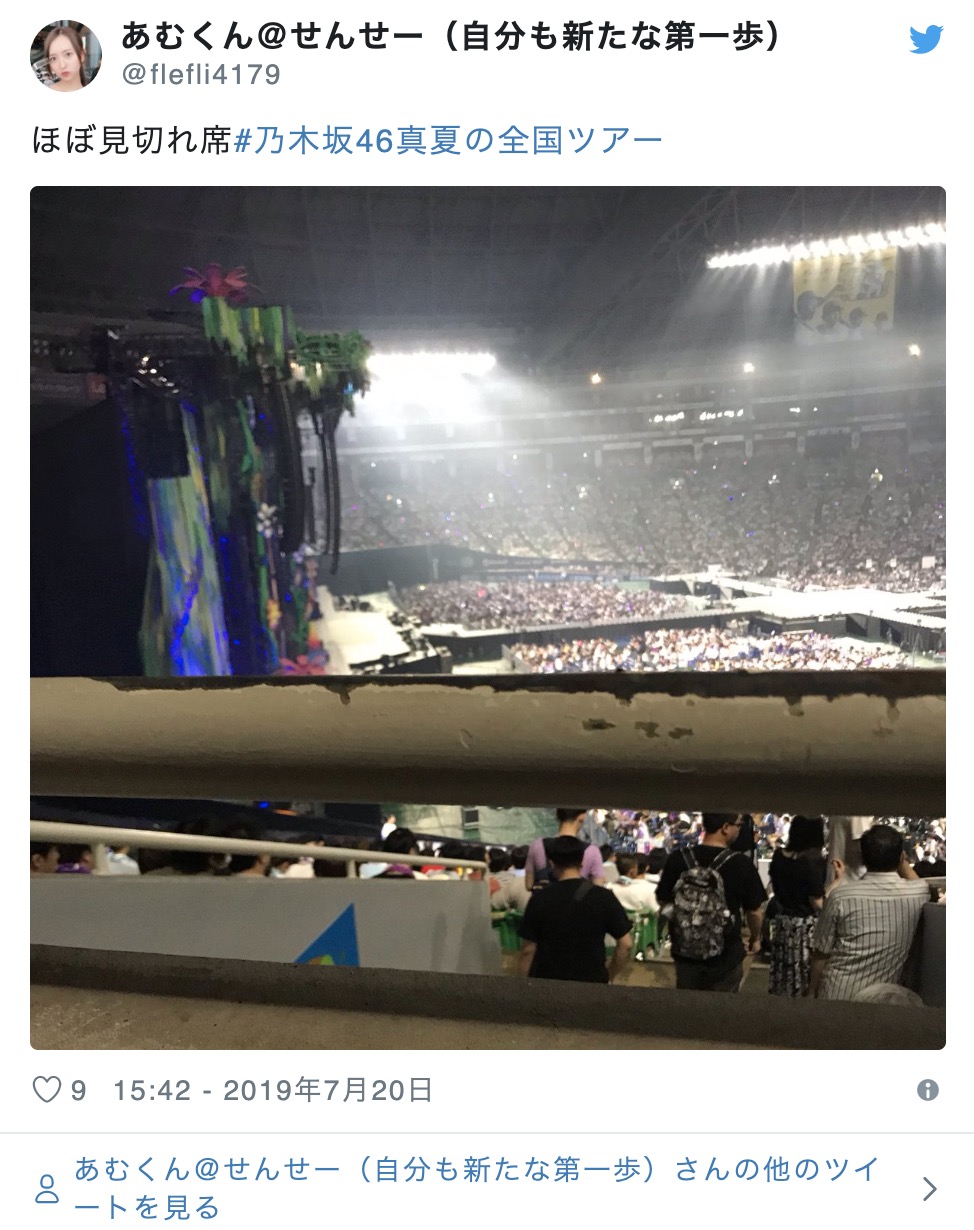 あむくん@せんせー（自分も新たな第一歩）
@flefli4179
ほぼ見切れ席#乃木坂46真夏の全国ツアー
9 15:42 - 2019年7月20日
あむくん@せんせー（自分も新たな第一歩）さんの他のツイ
ートを見る